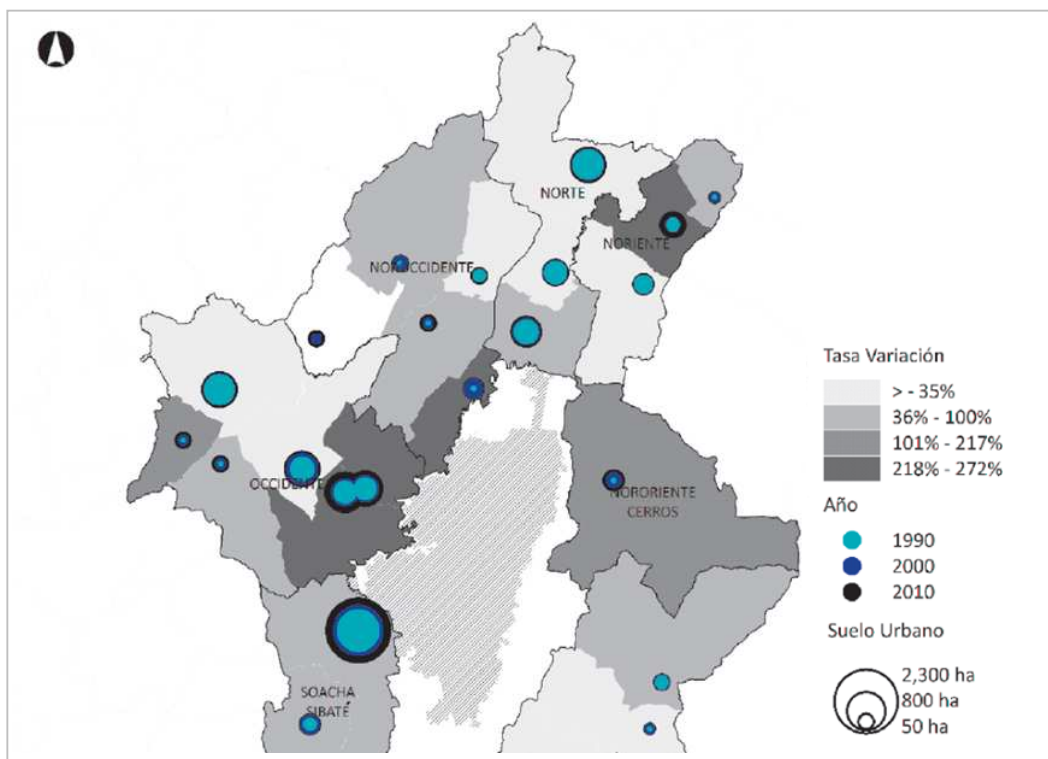 NORTE
NORIENTE
NOROCCIDENTE
OCCIDENTE
NORORIENTE
CERROS
SOACHA
SIBATÉ
Tasa Variación
> - 35%
36% - 100%
101% - 217%
218% - 272%
Año
1990
2000
2010
Suelo Urbano
2,300 ha
800 ha
50 ha